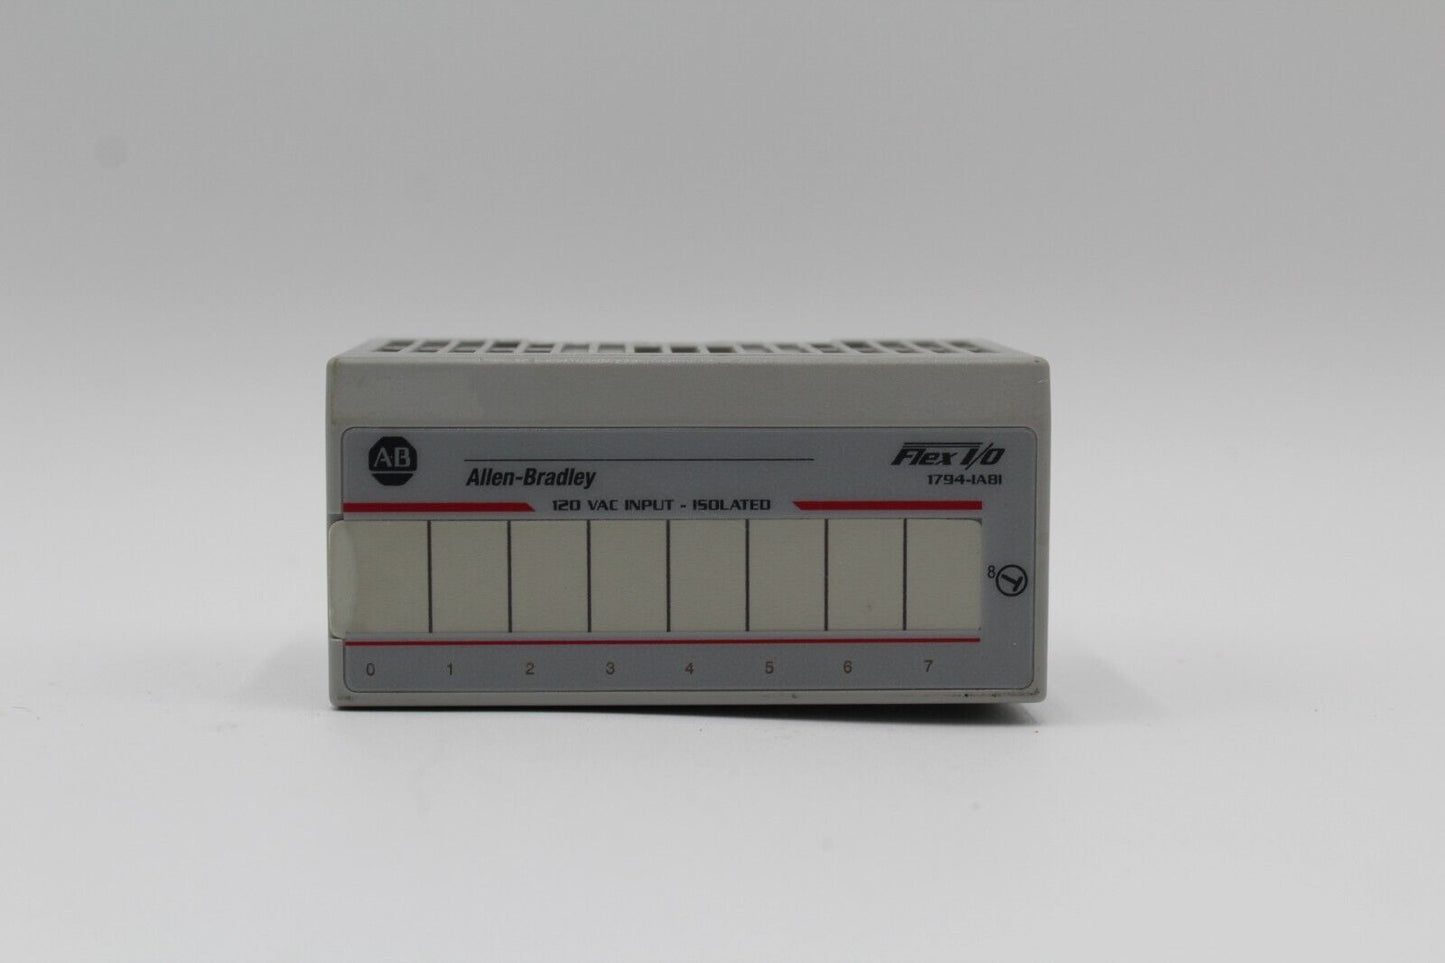 AB
Allen-Bradley
Flex I/O
1794-IA8I
120 VAC INPUT - ISOLATED
8
0 1 2 3 4 5 6 7